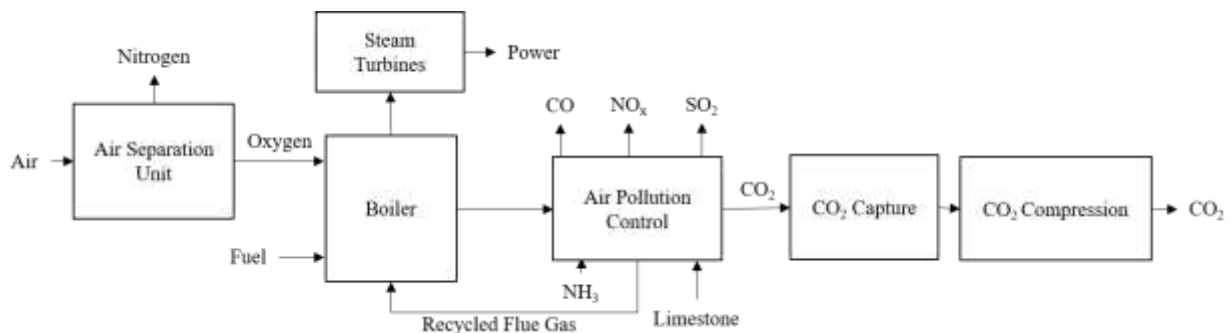 Steam
Turbines
Power
Nitrogen
CO
NOₓ
SO₂
Air
Air Separation
Unit
Oxygen
Boiler
Fuel
Air Pollution
Control
CO₂
CO₂ Capture
CO₂ Compression
CO₂
NH₃
Limestone
Recycled Flue Gas